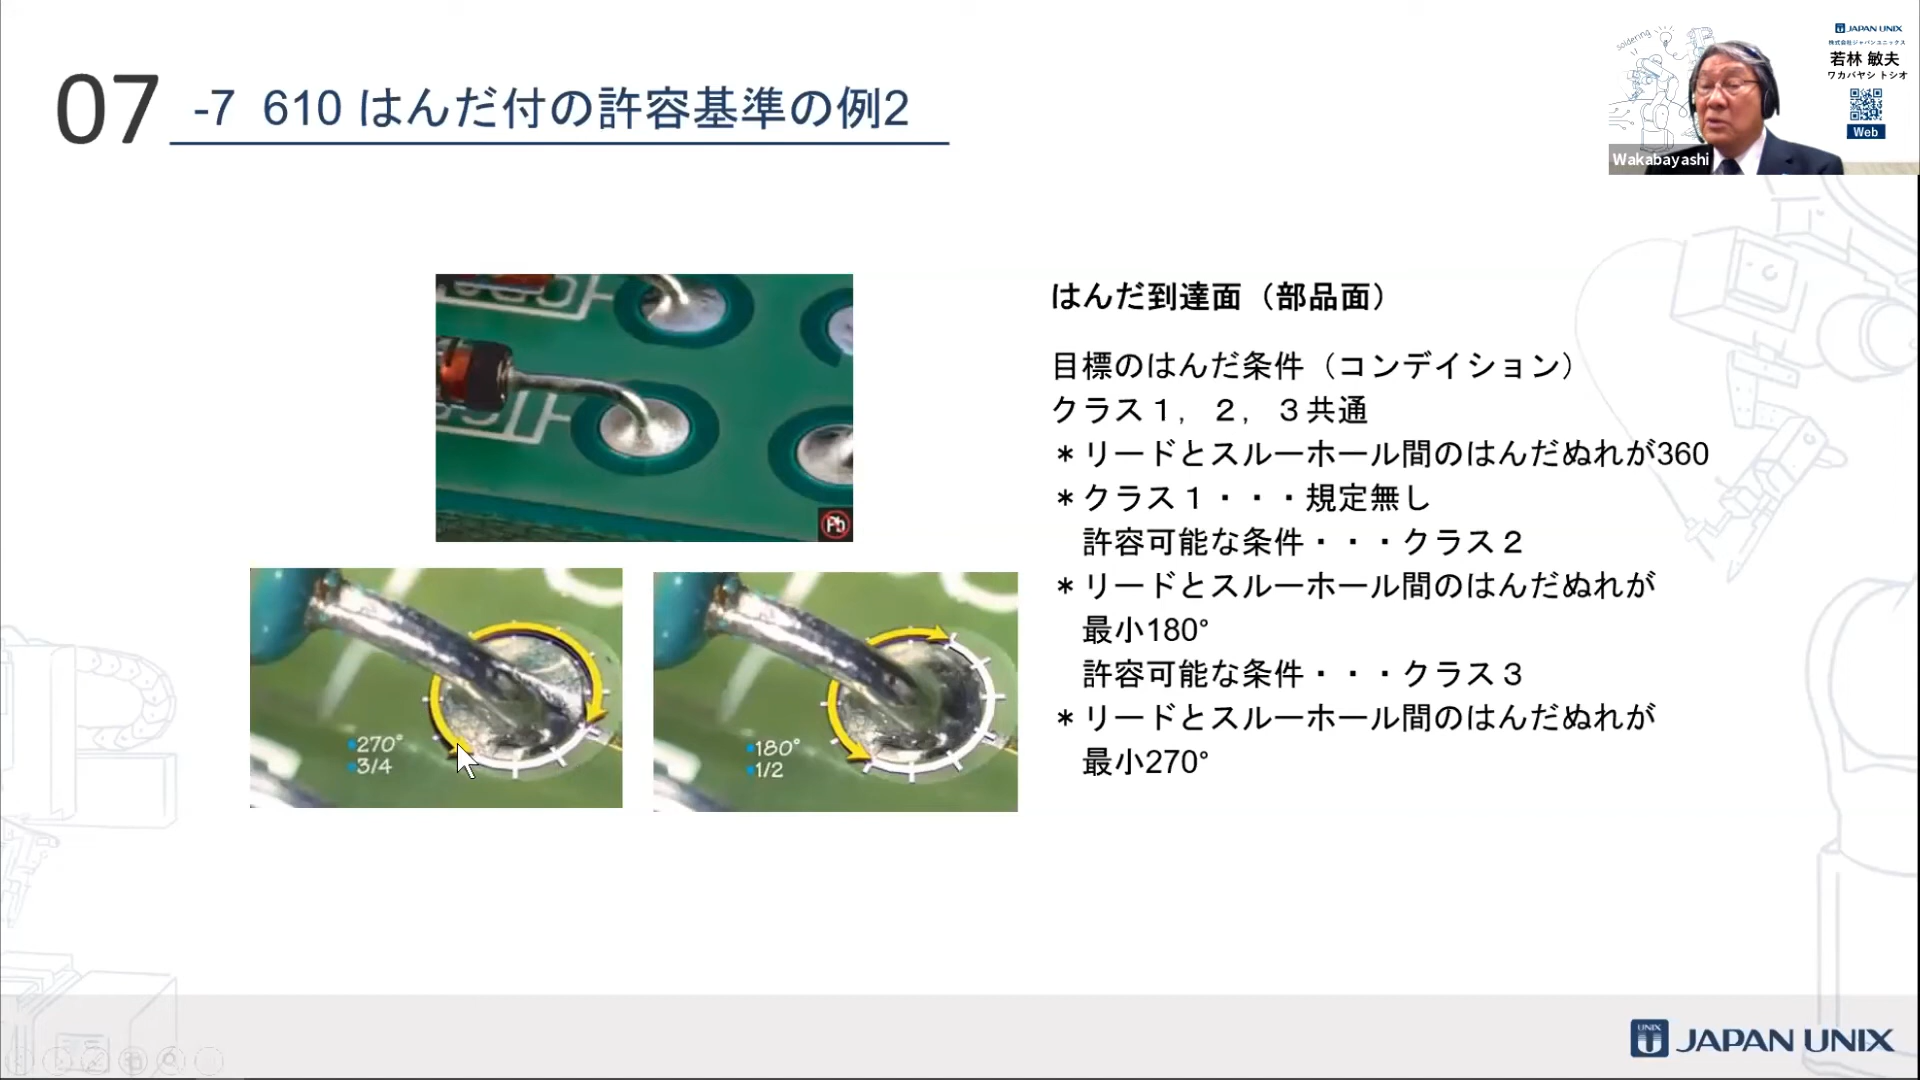 07 -7 610 はんだ付の許容基準の例2
soldering
JAPAN UNIX
株式会社ジャパンユニックス
若林 敏夫
ワカバヤシ トシオ
Web
Wakabayashi
はんだ到達面（部品面）
目標のはんだ条件（コンデイション）
クラス１，２，３共通
＊リードとスルーホール間のはんだぬれが360
＊クラス１・・・規定無し
許容可能な条件・・・クラス２
＊リードとスルーホール間のはんだぬれが
最小180°
許容可能な条件・・・クラス３
＊リードとスルーホール間のはんだぬれが
最小270°
Pb
270°
3/4
180°
1/2
UNIX
JAPAN UNIX